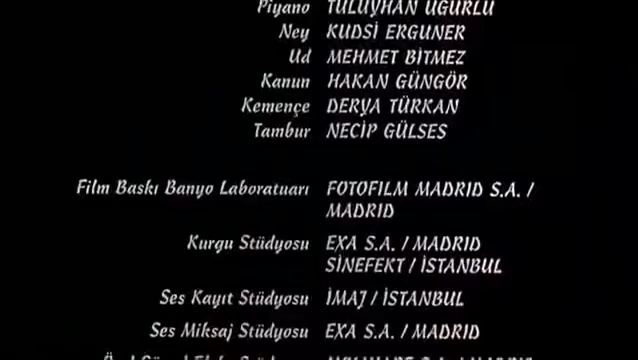 Piyano TULUYHAN UĞURLU
Ney KUDSİ ERGUNER
Ud MEHMET BİTMEZ
Kanun HAKAN GÜNGÖR
Kemençe DERYA TÜRKAN
Tambur NECİP GÜLSES
Film Baskı Banyo Laboratuarı FOTOFILM MADRID S.A. /
MADRID
Kurgu Stüdyosu EXA S.A. / MADRID
SİNEFEKT / İSTANBUL
Ses Kayıt Stüdyosu İMAJ / İSTANBUL
Ses Miksaj Stüdyosu EXA S.A. / MADRID